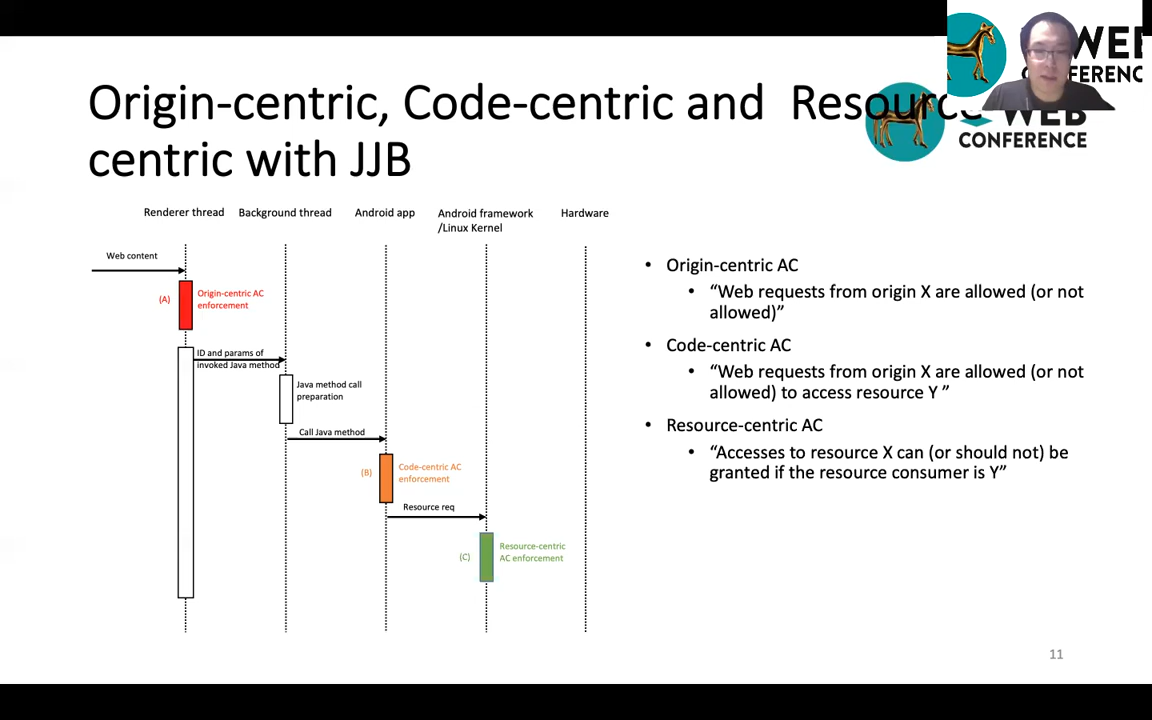 WEB
CONFERENC
Origin-centric, Code-centric and Resource
centric with JJB
WEB
CONFERENCE
Renderer thread
Background thread
Android app
Android framework
/Linux Kernel
Hardware
Web content
(A)
Origin-centric AC
enforcement
ID and params of
invoked Java method
Java method call
preparation
Call Java method
(B)
Code-centric AC
enforcement
Resource req
(C)
Resource-centric
AC enforcement
• Origin-centric AC
• “Web requests from origin X are allowed (or not
allowed)”
• Code-centric AC
• “Web requests from origin X are allowed (or not
allowed) to access resource Y ”
• Resource-centric AC
• “Accesses to resource X can (or should not) be
granted if the resource consumer is Y”
11